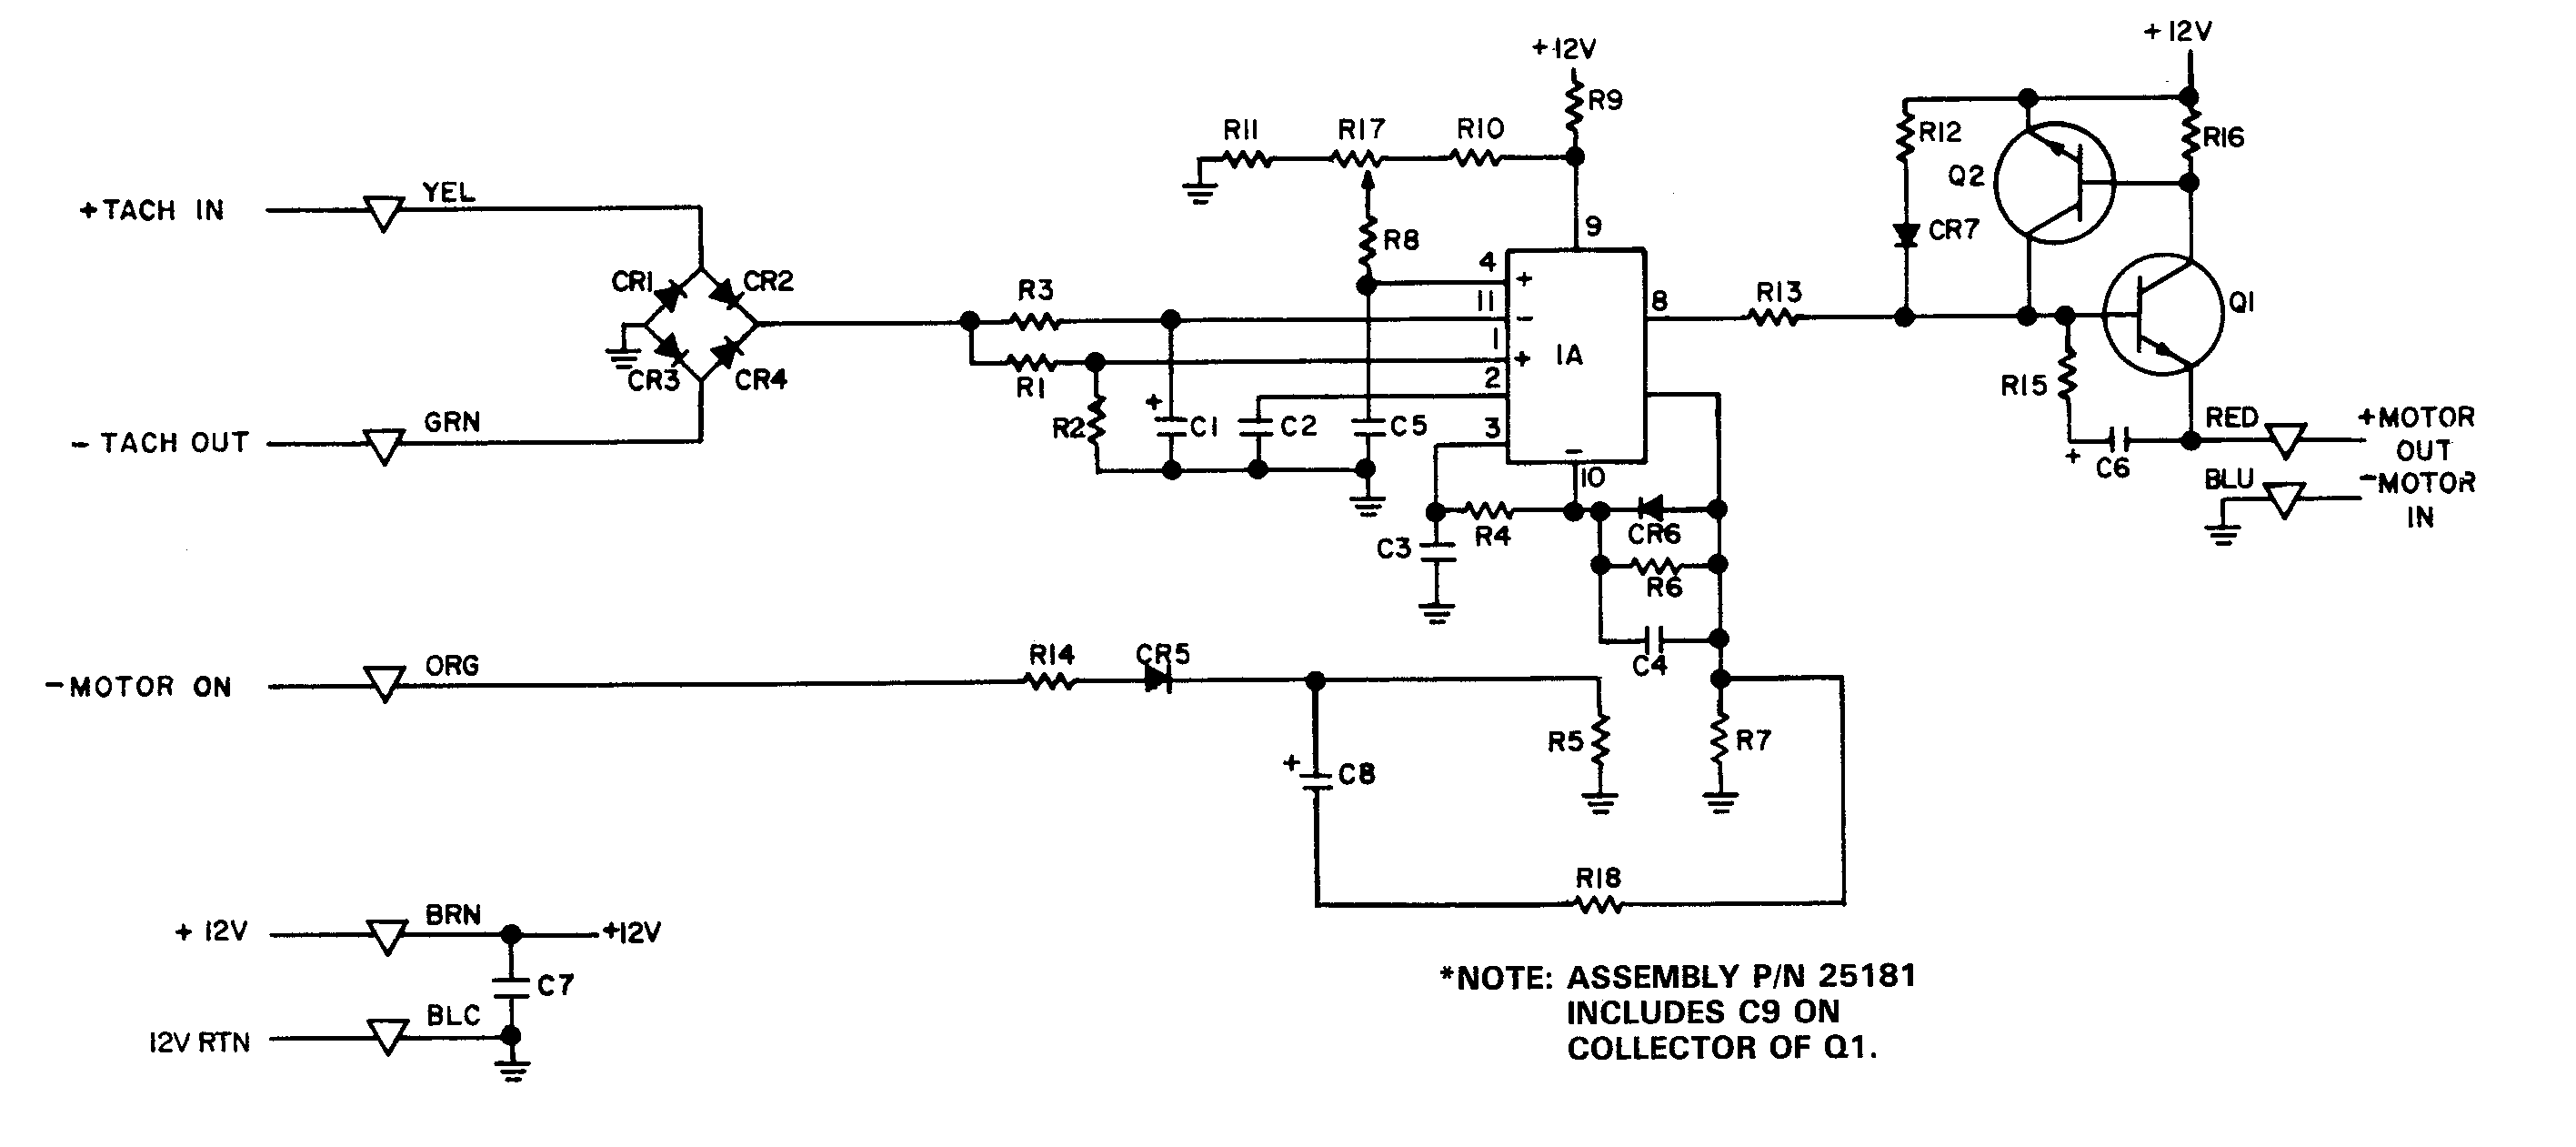 +12V
+12V
R9
R11
R17
R10
R12
R16
Q2
+TACH IN
YEL
R8
9
CR7
CR1
CR2
4
+
R3
11
8
R13
Q1
−
1
1A
+
CR3
CR4
R1
2
R15
- TACH OUT
GRN
R2
+
C1
C2
C5
3
RED
+MOTOR
OUT
−
10
+
C6
BLU
-MOTOR
IN
C3
R4
CR6
R6
R14
CR5
C4
-MOTOR ON
ORG
R5
R7
+
C8
R18
+ 12V
BRN
+12V
C7
12V RTN
BLC
*NOTE: ASSEMBLY P/N 25181
INCLUDES C9 ON
COLLECTOR OF Q1.